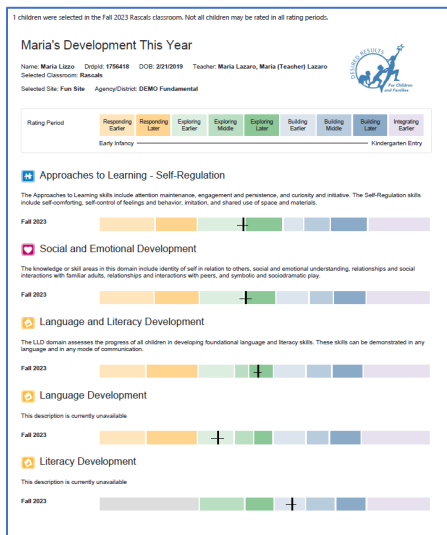 1 children were selected in the Fall 2023 Rascals classroom. Not all children may be rated in all rating periods.
Maria's Development This Year
Name: Maria Lizzo Drdpid: 1756418 DOB: 2/21/2019 Teacher: Maria Lazaro, Maria (Teacher) Lazaro
Selected Classroom: Rascals
Selected Site: Fun Site Agency/District: DEMO Fundamental
DESIRED RESULTS
For Children
and Families
Rating Period
Responding Earlier
Responding Later
Exploring Earlier
Exploring Middle
Exploring Later
Building Earlier
Building Middle
Building Later
Integrating Earlier
Early Infancy Kindergarten Entry
Approaches to Learning - Self-Regulation
The Approaches to Learning skills include attention maintenance, engagement and persistence, and curiosity and initiative. The Self-Regulation skills
include self-comforting, self-control of feelings and behavior, imitation, and shared use of space and materials.
Fall 2023
Social and Emotional Development
The knowledge or skill areas in this domain include identity of self in relation to others, social and emotional understanding, relationships and social
interactions with familiar adults, relationships and interactions with peers, and symbolic and sociodramatic play.
Fall 2023
Language and Literacy Development
The LLD domain assesses the progress of all children in developing foundational language and literacy skills. These skills can be demonstrated in any
language and in any mode of communication.
Fall 2023
Language Development
This description is currently unavailable
Fall 2023
Literacy Development
This description is currently unavailable
Fall 2023